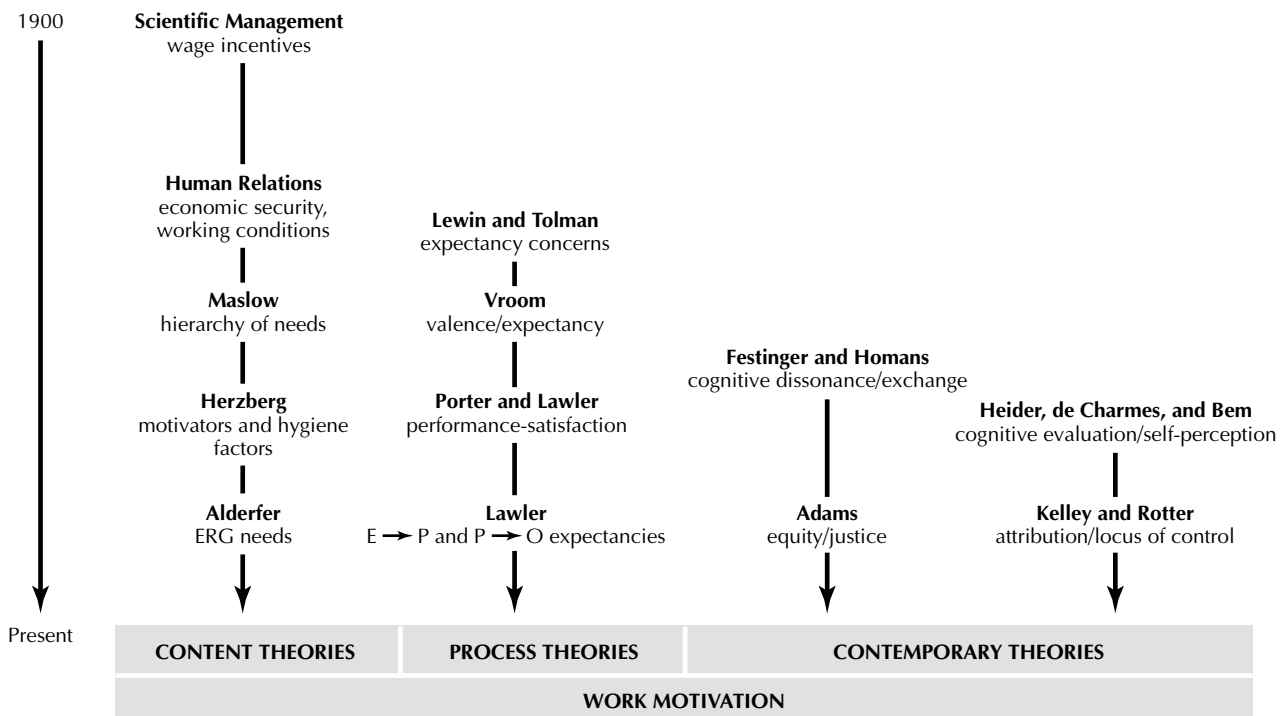 1900
Scientific Management
wage incentives
Human Relations
economic security,
working conditions
Maslow
hierarchy of needs
Herzberg
motivators and hygiene
factors
Alderfer
ERG needs
Lewin and Tolman
expectancy concerns
Vroom
valence/expectancy
Porter and Lawler
performance-satisfaction
Lawler
E → P and P → O expectancies
Festinger and Homans
cognitive dissonance/exchange
Adams
equity/justice
Heider, de Charmes, and Bem
cognitive evaluation/self-perception
Kelley and Rotter
attribution/locus of control
Present
CONTENT THEORIES
PROCESS THEORIES
CONTEMPORARY THEORIES
WORK MOTIVATION